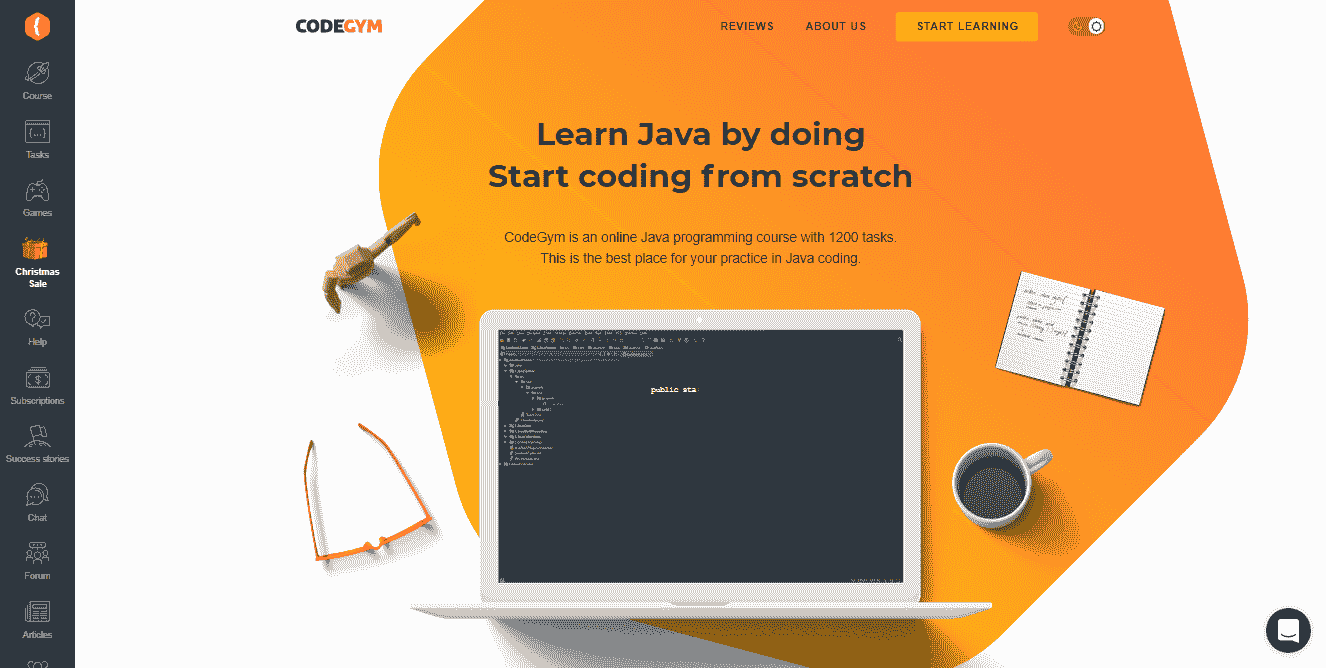 CODEGYM
REVIEWS
ABOUT US
START LEARNING
Course
Tasks
Games
Christmas
Sale
Help
Subscriptions
Success stories
Chat
Forum
Articles
Learn Java by doing
Start coding from scratch
CodeGym is an online Java programming course with 1200 tasks.
This is the best place for your practice in Java coding.
public sta